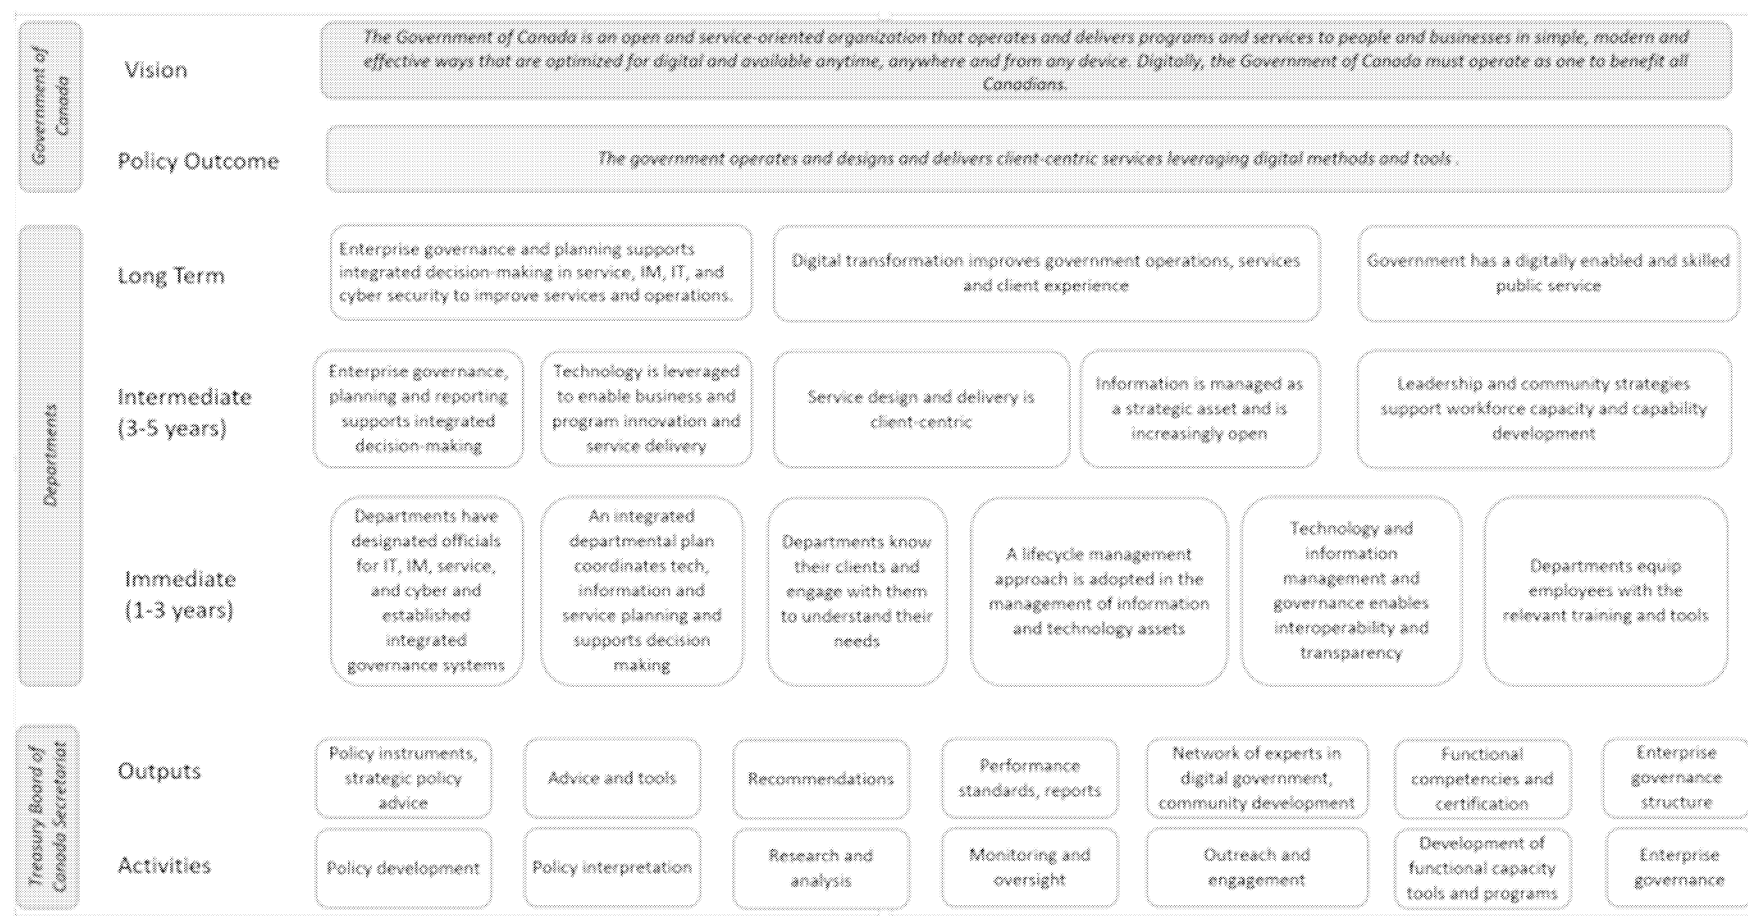 Government of
Canada
Vision
The Government of Canada is an open and service-oriented organization that operates and delivers programs and services to people and businesses in simple, modern and
effective ways that are optimized for digital and available anytime, anywhere and from any device. Digitally, the Government of Canada must operate as one to benefit all
Canadians.
Policy Outcome
The government operates and designs and delivers client-centric services leveraging digital methods and tools .
Departments
Long Term
Enterprise governance and planning supports
integrated decision-making in service, IM, IT, and
cyber security to improve services and operations.
Digital transformation improves government operations, services
and client experience
Government has a digitally enabled and skilled
public service
Intermediate
(3-5 years)
Enterprise governance,
planning and reporting
supports integrated
decision-making
Technology is leveraged
to enable business and
program innovation and
service delivery
Service design and delivery is
client-centric
Information is managed as
a strategic asset and is
increasingly open
Leadership and community strategies
support workforce capacity and capability
development
Immediate
(1-3 years)
Departments have
designated officials
for IT, IM, service,
and cyber and
established
integrated
governance systems
An integrated
departmental plan
coordinates tech,
information and
service planning and
supports decision
making
Departments know
their clients and
engage with them
to understand their
needs
A lifecycle management
approach is adopted in the
management of information
and technology assets
Technology and
information
management and
governance enables
interoperability and
transparency
Departments equip
employees with the
relevant training and tools
Treasury Board of
Canada Secretariat
Outputs
Policy instruments,
strategic policy
advice
Advice and tools
Recommendations
Performance
standards, reports
Network of experts in
digital government,
community development
Functional
competencies and
certification
Enterprise
governance
structure
Activities
Policy development
Policy interpretation
Research and
analysis
Monitoring and
oversight
Outreach and
engagement
Development of
functional capacity
tools and programs
Enterprise
governance